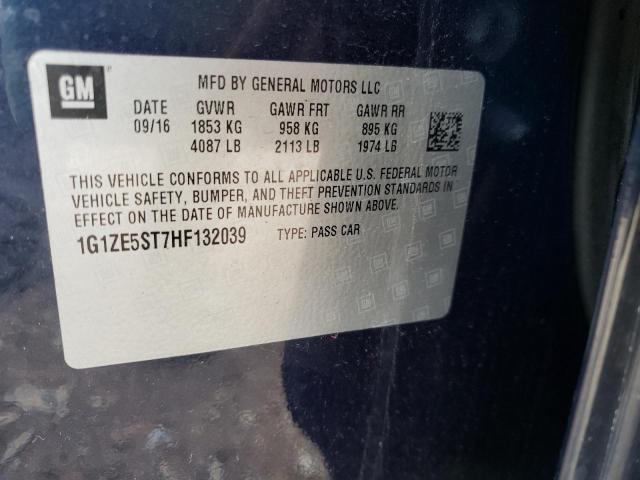 GM
MFD BY GENERAL MOTORS LLC
DATE GVWR GAWR FRT GAWR RR
09/16 1853 KG 958 KG 895 KG
4087 LB 2113 LB 1974 LB
THIS VEHICLE CONFORMS TO ALL APPLICABLE U.S. FEDERAL MOTOR
VEHICLE SAFETY, BUMPER, AND THEFT PREVENTION STANDARDS IN
EFFECT ON THE DATE OF MANUFACTURE SHOWN ABOVE.
1G1ZE5ST7HF132039 TYPE: PASS CAR